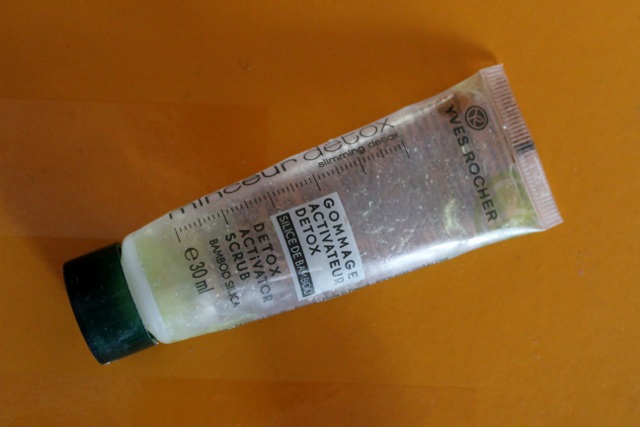 YVES ROCHER
minceur detox
slimming detox
GOMMAGE
ACTIVATEUR
DETOX
SILICE DE BAMBOU
DETOX
ACTIVATOR
SCRUB
BAMBOO SILICA
e30 ml